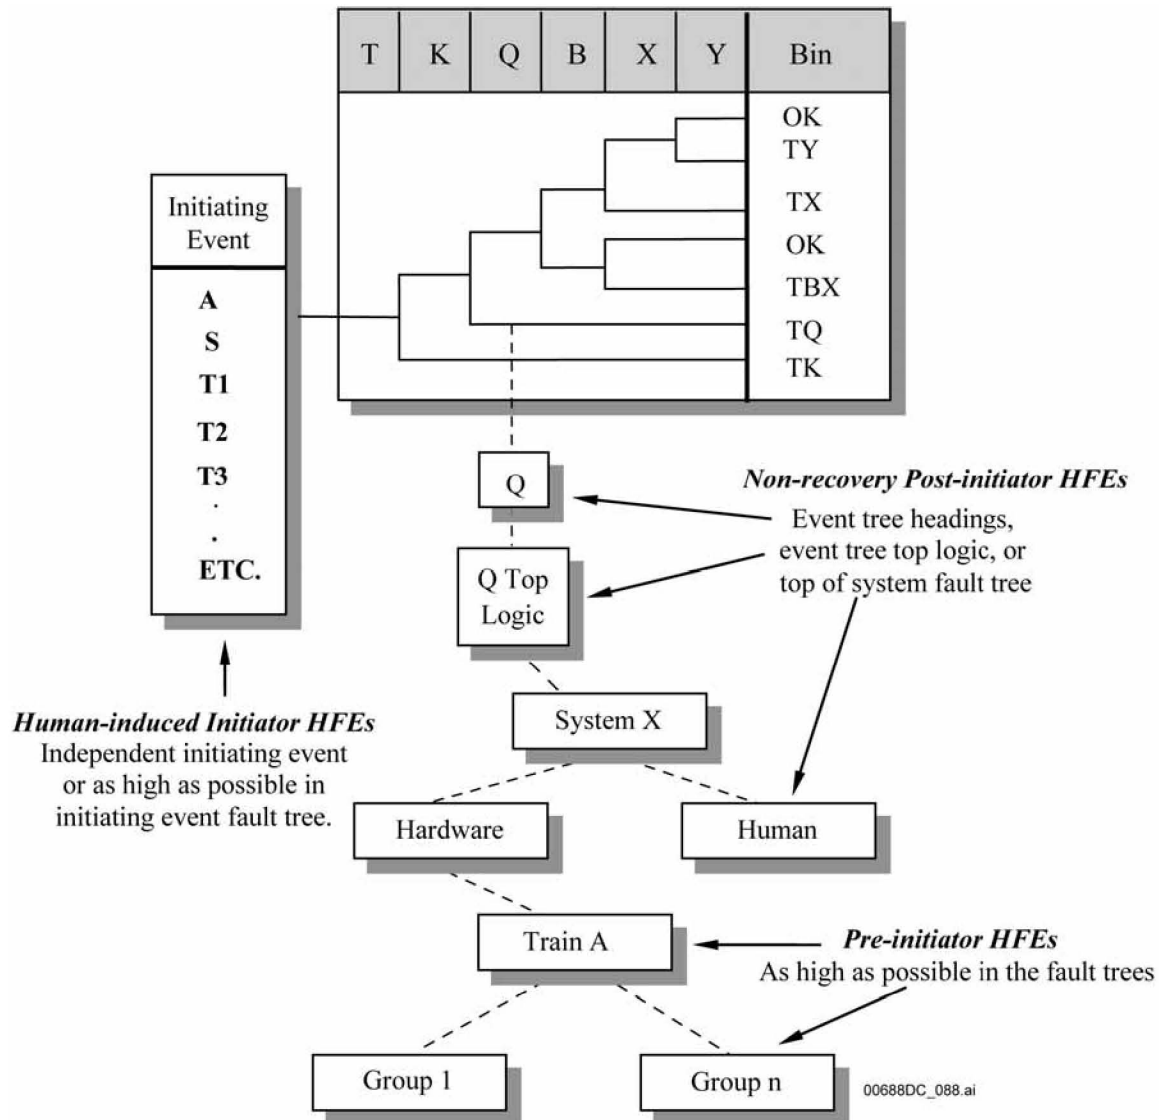 T K Q B X Y Bin
OK
TY
TX
OK
TBX
TQ
TK
Initiating
Event
A
S
T1
T2
T3
.
.
ETC.
Q
Non-recovery Post-initiator HFEs
Event tree headings,
event tree top logic, or
top of system fault tree
Q Top
Logic
Human-induced Initiator HFEs
Independent initiating event
or as high as possible in
initiating event fault tree.
System X
Hardware
Human
Train A
Pre-initiator HFEs
As high as possible in the fault trees
Group 1
Group n
00688DC_088.ai